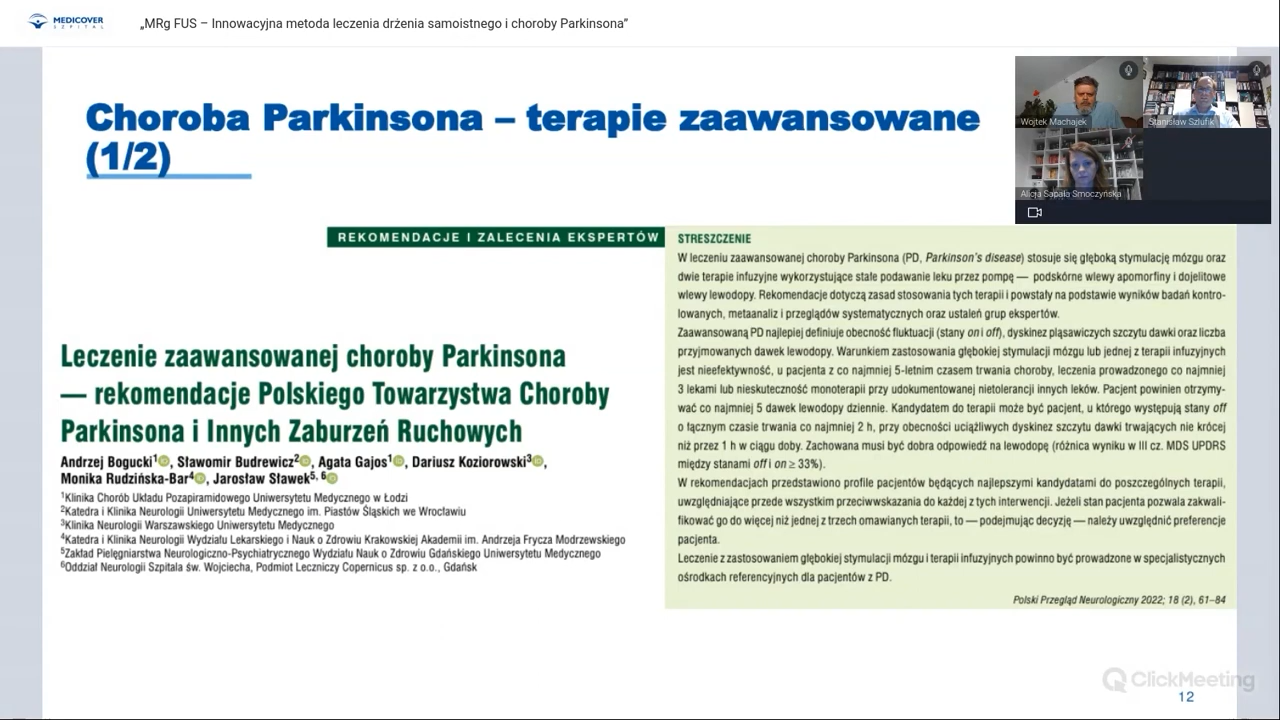 MEDICOVER
SZPITAL
„MRg FUS – Innowacyjna metoda leczenia drżenia samoistnego i choroby Parkinsona”
Choroba Parkinsona – terapie zaawansowane
(1/2)
Wojtek Machajek
Stanisław Szlufik
Alicja Sapała Smoczyńska
REKOMENDACJE I ZALECENIA EKSPERTÓW
Leczenie zaawansowanej choroby Parkinsona
— rekomendacje Polskiego Towarzystwa Choroby
Parkinsona i Innych Zaburzeń Ruchowych
Andrzej Bogucki¹, Sławomir Budrewicz², Agata Gajos¹, Dariusz Koziorowski³,
Monika Rudzińska-Bar⁴, Jarosław Sławek⁵, ⁶
¹Klinika Chorób Układu Pozapiramidowego Uniwersytetu Medycznego w Łodzi
²Katedra i Klinika Neurologii Uniwersytetu Medycznego im. Piastów Śląskich we Wrocławiu
³Klinika Neurologii Warszawskiego Uniwersytetu Medycznego
⁴Katedra i Klinika Neurologii Wydziału Lekarskiego i Nauk o Zdrowiu Krakowskiej Akademii im. Andrzeja Frycza Modrzewskiego
⁵Zakład Pielęgniarstwa Neurologiczno-Psychiatrycznego Wydziału Nauk o Zdrowiu Gdańskiego Uniwersytetu Medycznego
⁶Oddział Neurologii Szpitala św. Wojciecha, Podmiot Leczniczy Copernicus sp. z o.o., Gdańsk
STRESZCZENIE
W leczeniu zaawansowanej choroby Parkinsona (PD, Parkinson's disease) stosuje się głęboką stymulację mózgu oraz
dwie terapie infuzyjne wykorzystujące stałe podawanie leku przez pompę — podskórne wlewy apomorfiny i dojelitowe
wlewy lewodopy. Rekomendacje dotyczą zasad stosowania tych terapii i powstały na podstawie wyników badań kontro-
lowanych, metaanaliz i przeglądów systematycznych oraz ustaleń grup ekspertów.
Zaawansowaną PD najlepiej definiuje obecność fluktuacji (stany on i off), dyskinez pląsawiczych szczytu dawki oraz liczba
przyjmowanych dawek lewodopy. Warunkiem zastosowania głębokiej stymulacji mózgu lub jednej z terapii infuzyjnych
jest nieefektywność, u pacjenta z co najmniej 5-letnim czasem trwania choroby, leczenia prowadzonego co najmniej
3 lekami lub nieskuteczność monoterapii przy udokumentowanej nietolerancji innych leków. Pacjent powinien otrzymy-
wać co najmniej 5 dawek lewodopy dziennie. Kandydatem do terapii może być pacjent, u którego występują stany off
o łącznym czasie trwania co najmniej 2 h, przy obecności uciążliwych dyskinez szczytu dawki trwających nie krócej
niż przez 1 h w ciągu doby. Zachowana musi być dobra odpowiedź na lewodopę (różnica wyniku w III cz. MDS UPDRS
między stanami off i on ≥ 33%).
W rekomendacjach przedstawiono profile pacjentów będących najlepszymi kandydatami do poszczególnych terapii,
uwzględniające przede wszystkim przeciwwskazania do każdej z tych interwencji. Jeżeli stan pacjenta pozwala zakwali-
fikować go do więcej niż jednej z trzech omawianych terapii, to — podejmując decyzję — należy uwzględnić preferencje
pacjenta.
Leczenie z zastosowaniem głębokiej stymulacji mózgu i terapii infuzyjnych powinno być prowadzone w specjalistycznych
ośrodkach referencyjnych dla pacjentów z PD.
Polski Przegląd Neurologiczny 2022; 18 (2), 61–84
ClickMeeting
12